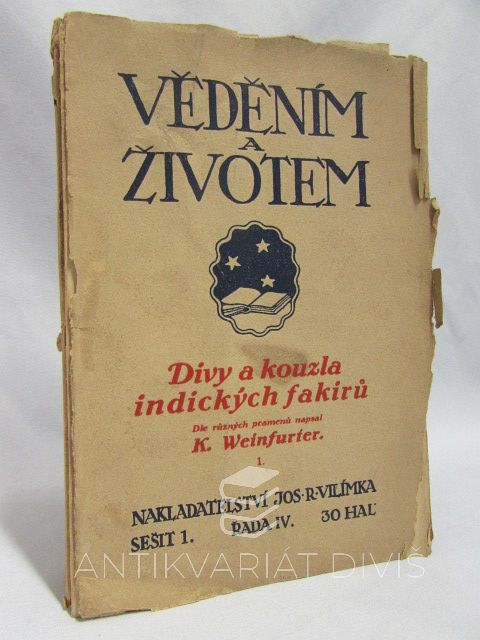 VĚDĚNÍM
A
ŽIVOTEM
Divy a kouzla
indických fakirů
Dle různých pramenů napsal
K. Weinfurter.
1.
NAKLADATELSTVÍ JOS·R·VILÍMKA
SEŠIT 1. ŘADA IV. 30 HAL
ANTIKVARIÁT DIVIŠ